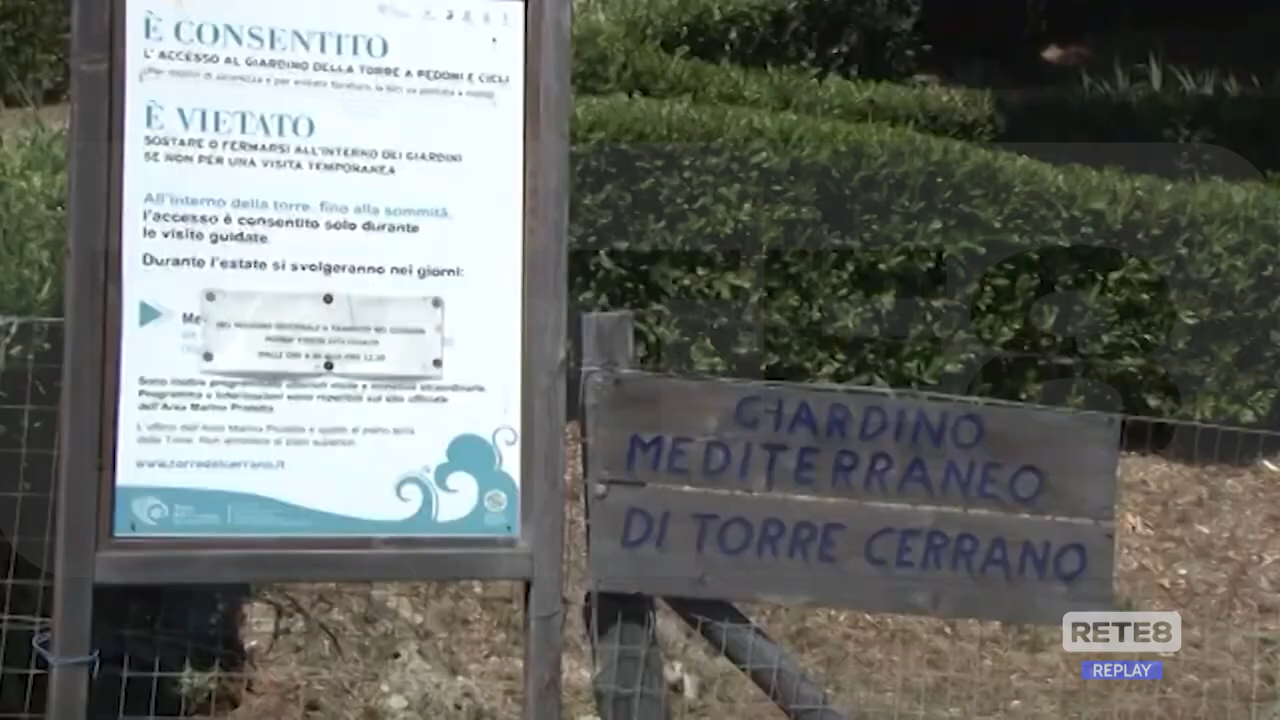 È CONSENTITO
L'ACCESSO AL GIARDINO DELLA TORRE A PEDONI E CICLI
È VIETATO
SOSTARE O FERMARSI ALL'INTERNO DEI GIARDINI
SE NON PER UNA VISITA TEMPORANEA
All'interno della torre, fino alla sommità,
l'accesso è consentito solo durante
le visite guidate.
Durante l'estate si svolgeranno nei giorni:
Me
Programma e informazioni sono reperibili sul sito ufficiale
dell'Area Marina Protetta
www.torredelcerrano.it
GIARDINO
MEDITERRANEO
DI TORRE CERRANO
RETE8
REPLAY